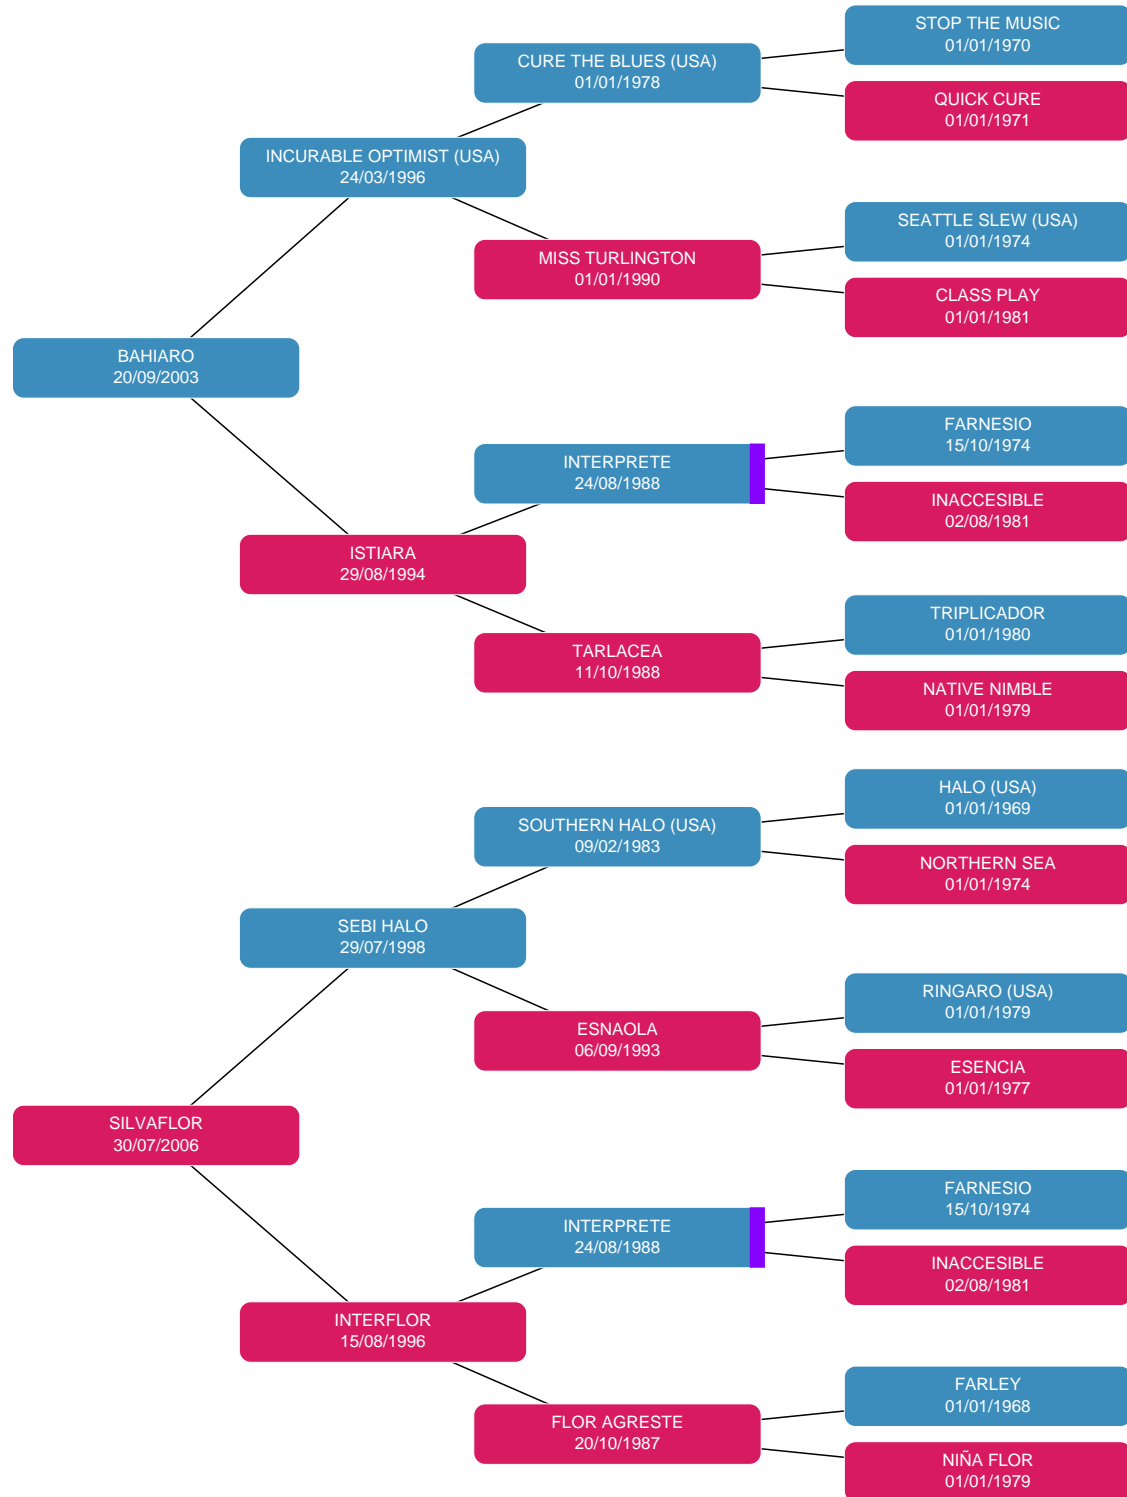 STOP THE MUSIC
01/01/1970
CURE THE BLUES (USA)
01/01/1978
QUICK CURE
01/01/1971
INCURABLE OPTIMIST (USA)
24/03/1996
SEATTLE SLEW (USA)
01/01/1974
MISS TURLINGTON
01/01/1990
CLASS PLAY
01/01/1981
BAHIARO
20/09/2003
FARNESIO
15/10/1974
INTERPRETE
24/08/1988
INACCESIBLE
02/08/1981
ISTIARA
29/08/1994
TRIPLICADOR
01/01/1980
TARLACEA
11/10/1988
NATIVE NIMBLE
01/01/1979
HALO (USA)
01/01/1969
SOUTHERN HALO (USA)
09/02/1983
NORTHERN SEA
01/01/1974
SEBI HALO
29/07/1998
RINGARO (USA)
01/01/1979
ESNAOLA
06/09/1993
ESENCIA
01/01/1977
SILVAFLOR
30/07/2006
FARNESIO
15/10/1974
INTERPRETE
24/08/1988
INACCESIBLE
02/08/1981
INTERFLOR
15/08/1996
FARLEY
01/01/1968
FLOR AGRESTE
20/10/1987
NIÑA FLOR
01/01/1979